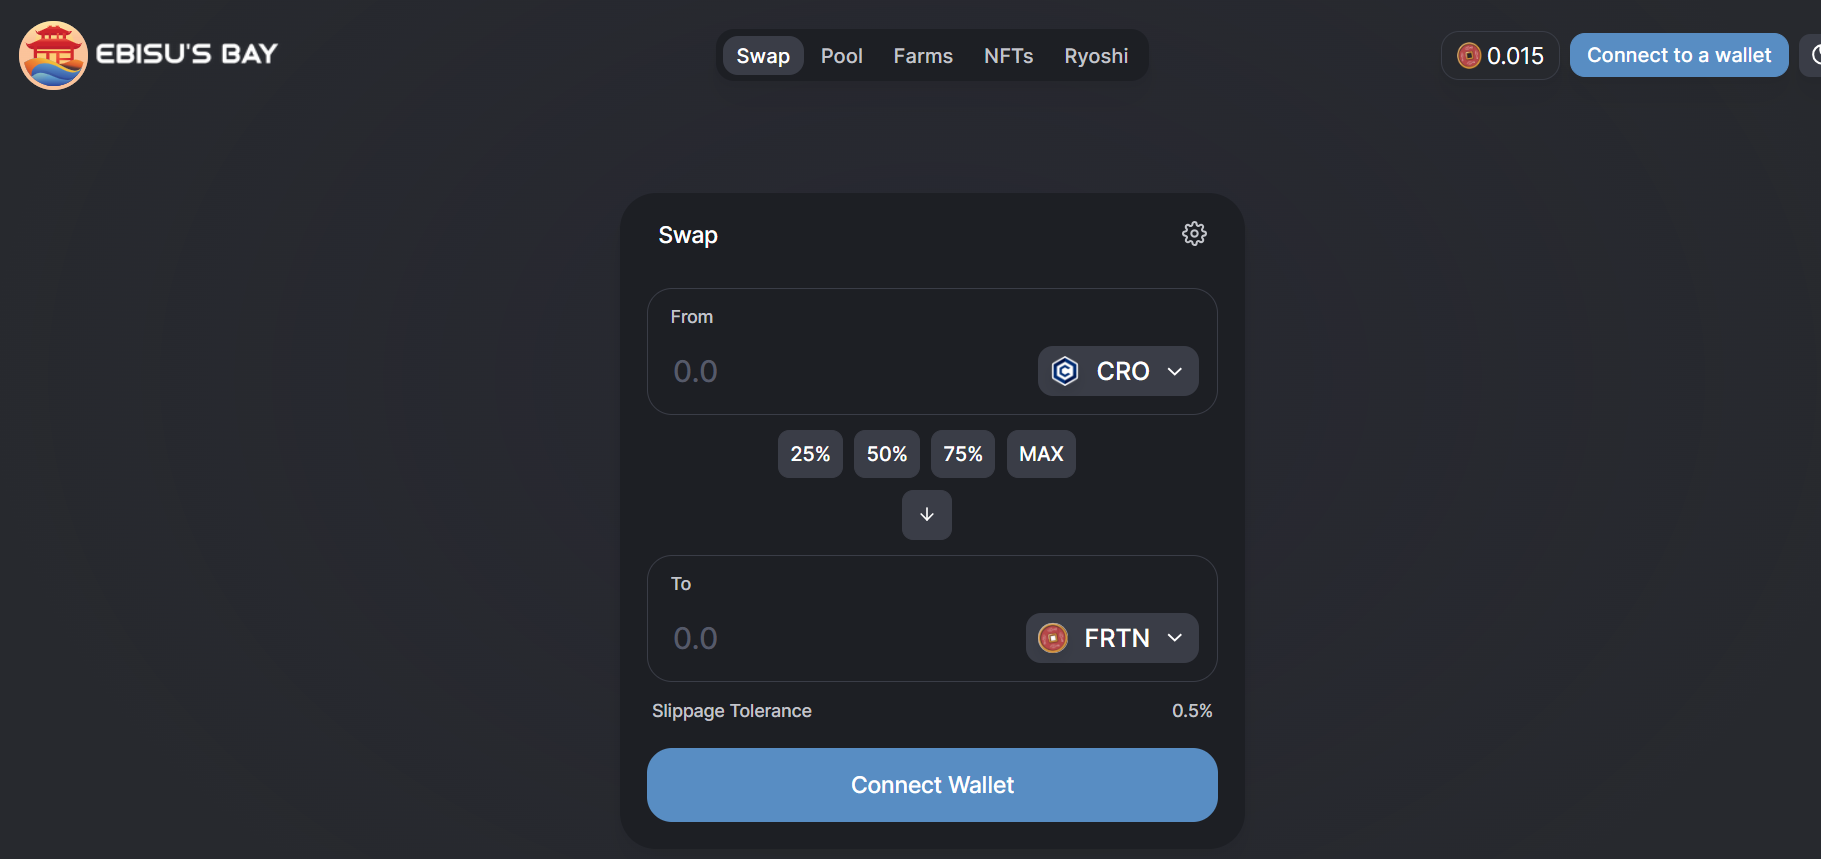 EBISU'S BAY
Swap Pool Farms NFTs Ryoshi
0.015
Connect to a wallet
Swap
From
0.0
CRO
25% 50% 75% MAX
To
0.0
FRTN
Slippage Tolerance 0.5%
Connect Wallet